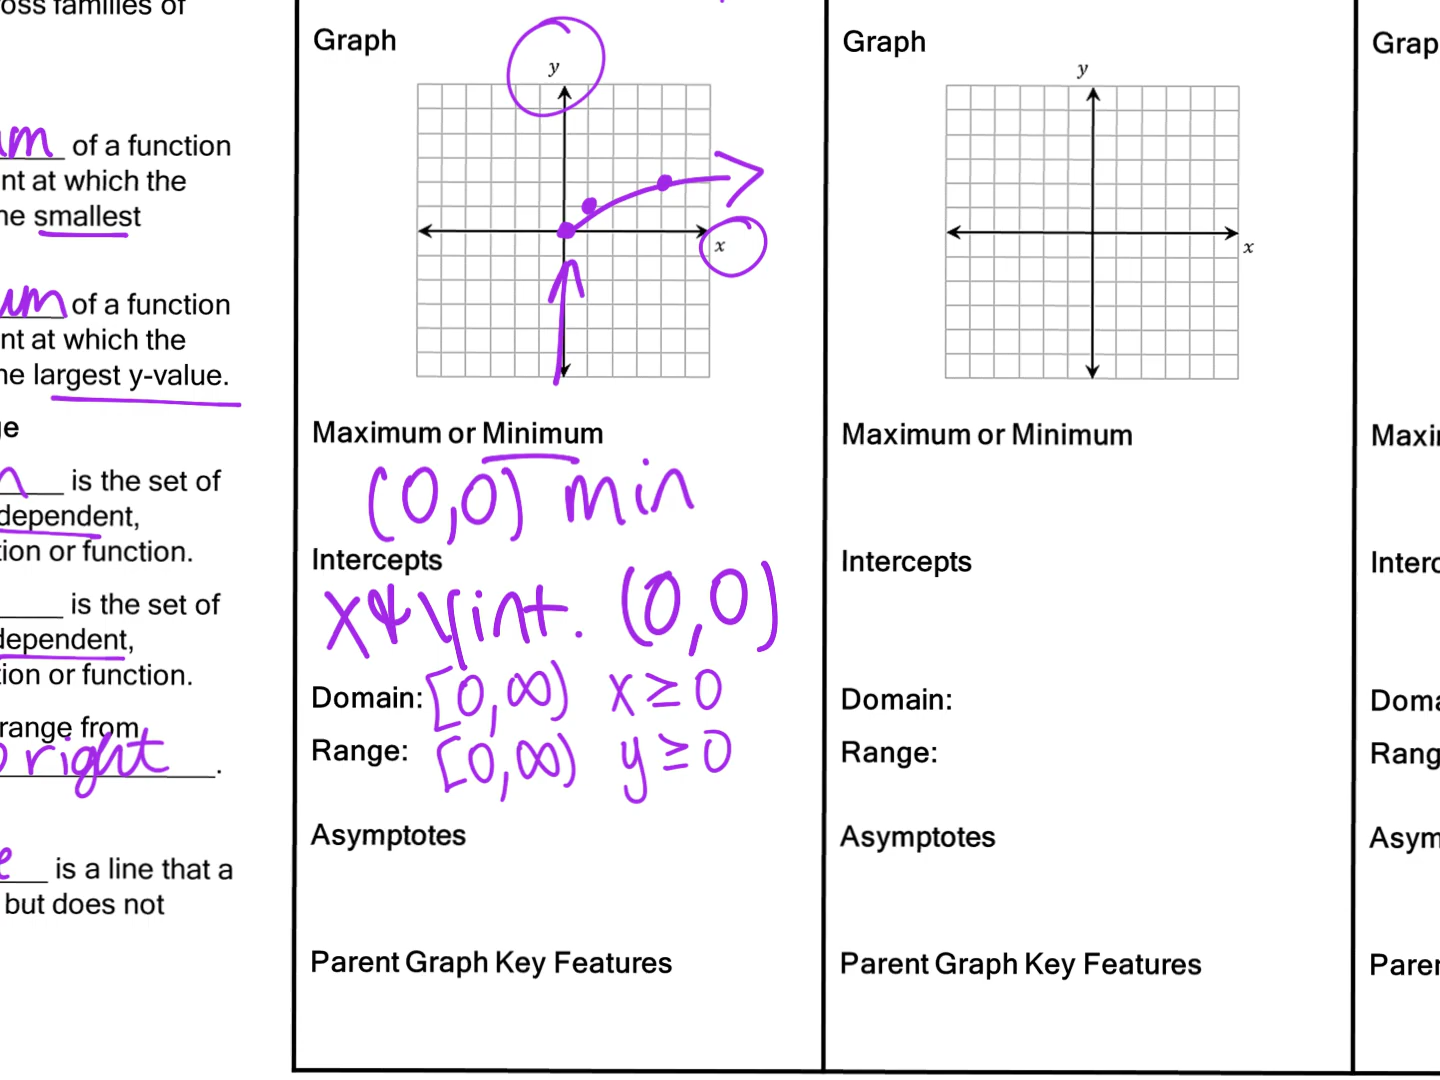 oss families of
um of a function
nt at which the
he smallest
um of a function
nt at which the
he largest y-value.
ge
n is the set of
dependent,
tion or function.
is the set of
dependent,
tion or function.
range from
o right.
e is a line that a
but does not
Graph
y
x
Maximum or Minimum
(0,0) min
Intercepts
x & y int. (0,0)
Domain: [0,∞) x ≥ 0
Range: [0,∞) y ≥ 0
Asymptotes
Parent Graph Key Features
Graph
y
x
Maximum or Minimum
Intercepts
Domain:
Range:
Asymptotes
Parent Graph Key Features
Grap
Maxi
Interc
Doma
Rang
Asym
Paren